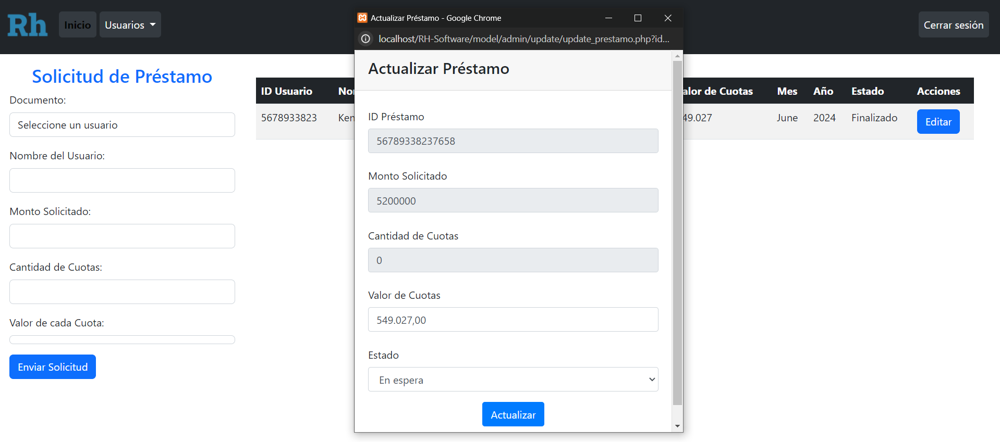 Rh
Inicio
Usuarios
Cerrar sesión
Solicitud de Préstamo
Documento:
Seleccione un usuario
Nombre del Usuario:
Monto Solicitado:
Cantidad de Cuotas:
Valor de cada Cuota:
Enviar Solicitud
ID Usuario
alor de Cuotas Mes Año Estado Acciones
5678933823
49.027 June 2024 Finalizado Editar
Actualizar Préstamo - Google Chrome
localhost/RH-Software/model/admin/update/update_prestamo.php?id...
Actualizar Préstamo
ID Préstamo
56789338237658
Monto Solicitado
5200000
Cantidad de Cuotas
0
Valor de Cuotas
549.027,00
Estado
En espera
Actualizar